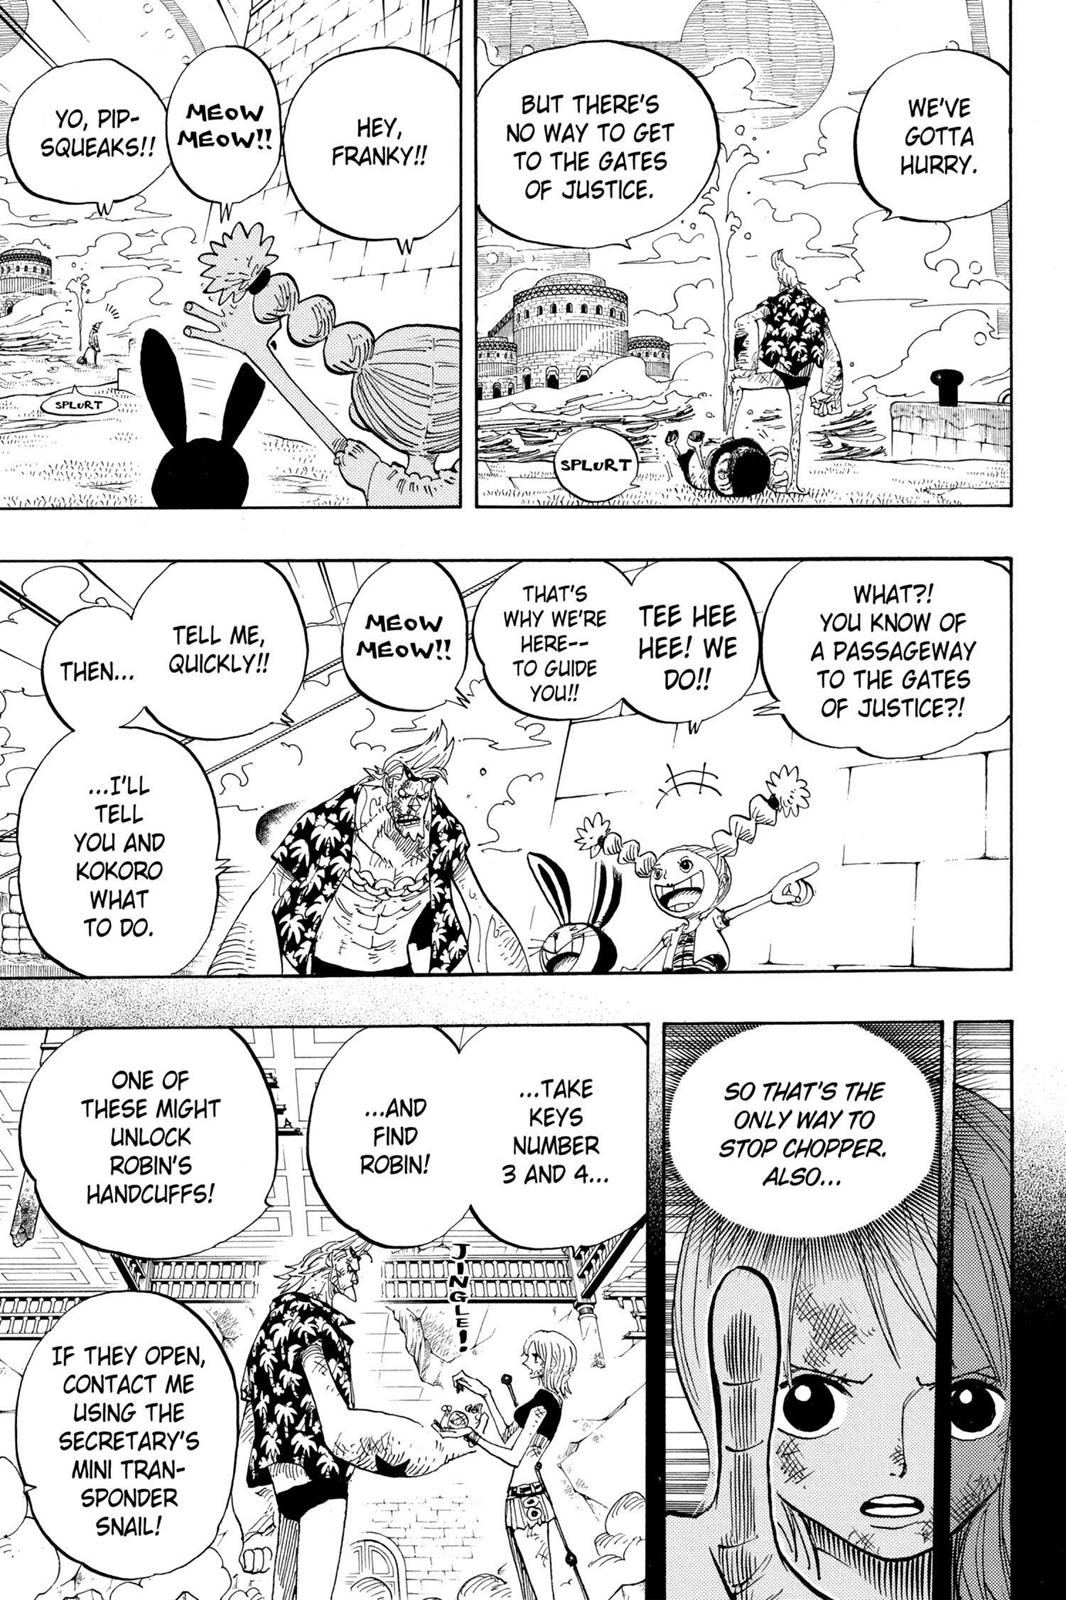 WE'VE
GOTTA
HURRY.
BUT THERE'S
NO WAY TO GET
TO THE GATES
OF JUSTICE.
SPLURT
HEY,
FRANKY!!
MEOW
MEOW!!
YO, PIP-
SQUEAKS!!
SPLURT
WHAT?!
YOU KNOW OF
A PASSAGEWAY
TO THE GATES
OF JUSTICE?!
TEE HEE
HEE! WE
DO!!
THAT'S
WHY WE'RE
HERE--
TO GUIDE
YOU!!
MEOW
MEOW!!
TELL ME,
QUICKLY!!
THEN...
...I'LL
TELL
YOU AND
KOKORO
WHAT
TO DO.
SO THAT'S THE
ONLY WAY TO
STOP CHOPPER.
ALSO...
...TAKE
KEYS
NUMBER
3 AND 4...
...AND
FIND
ROBIN!
JINGLE!
ONE OF
THESE MIGHT
UNLOCK
ROBIN'S
HANDCUFFS!
IF THEY OPEN,
CONTACT ME
USING THE
SECRETARY'S
MINI TRAN-
SPONDER
SNAIL!